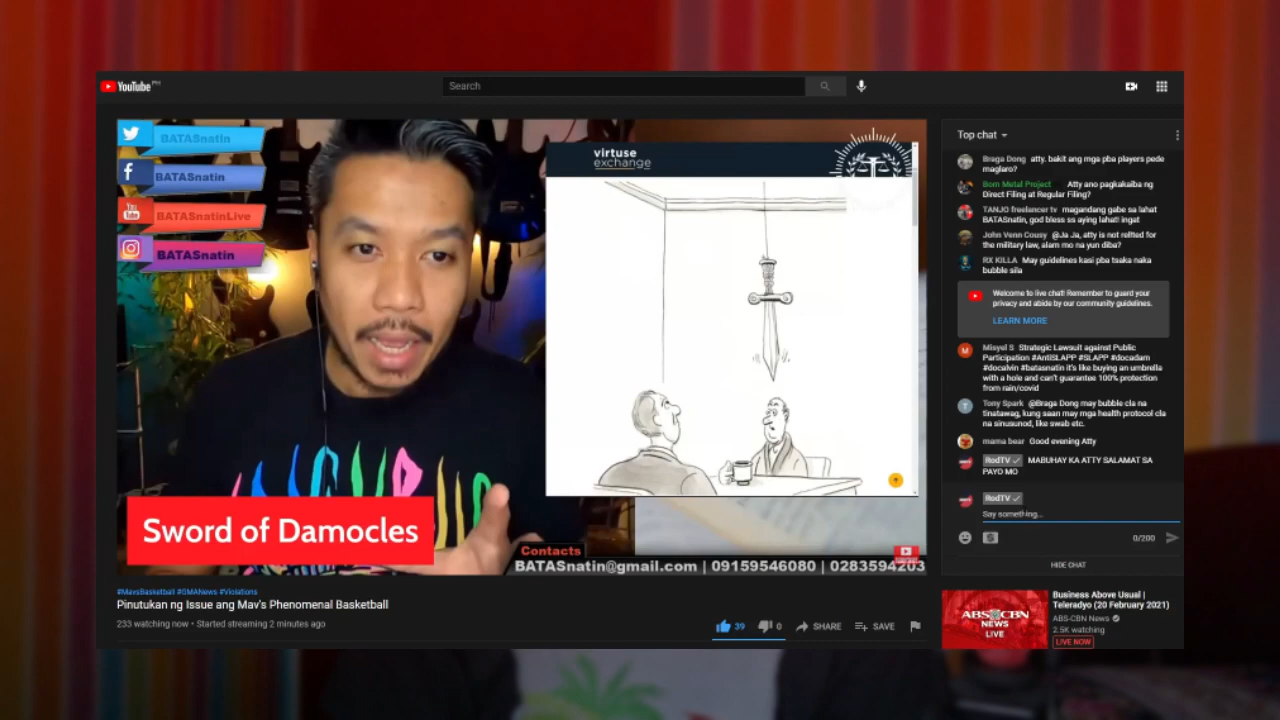 YouTube PH
Search
BATASnatin
BATASnatin
You
Tube
BATASnatinLive
BATASnatin
virtuse
exchange
Sword of Damocles
Contacts
BATASnatin@gmail.com | 09159546080 | 0283594203
#MavsBasketball #GMANews #Violations
Pinutukan ng Issue ang Mav's Phenomenal Basketball
233 watching now • Started streaming 2 minutes ago
39
0
SHARE
SAVE
Top chat
Braga Dong atty. bakit ang mga pba players pede
maglaro?
Bom Metal Project Atty ano pagkakaiba ng
Direct Filing at Regular Filing?
TANJO freelancer tv magandang gabe sa lahat
BATASnatin, god bless sa aying lahat! ingat
John Venn Cousy @Ja Ja, atty is not rellted for
the military law, alam mo na yun diba?
RX KILLA May guidelines kasi pba tsaka naka
bubble sila
Welcome to live chat! Remember to guard your
privacy and abide by our community guidelines.
LEARN MORE
M
Misyel S Strategic Lawsuit against Public
Participation #AntiSLAPP #SLAPP #docadam
#docalvin #batasnatin it's like buying an umbrella
with a hole and can't guarantee 100% protection
from rain/covid
T
Tony Spark @Braga Dong may bubble cla na
tinatawag, kung saan may mga health protocol cla
na sinusunod, like swab etc.
mama bear Good evening Atty
RodTV MABUHAY KA ATTY SALAMAT SA
PAYO MO
RodTV
Say something...
0/200
HIDE CHAT
ABS-CBN
NEWS
LIVE
Business Above Usual |
Teleradyo (20 February 2021)
ABS-CBN News
2.5K watching
LIVE NOW